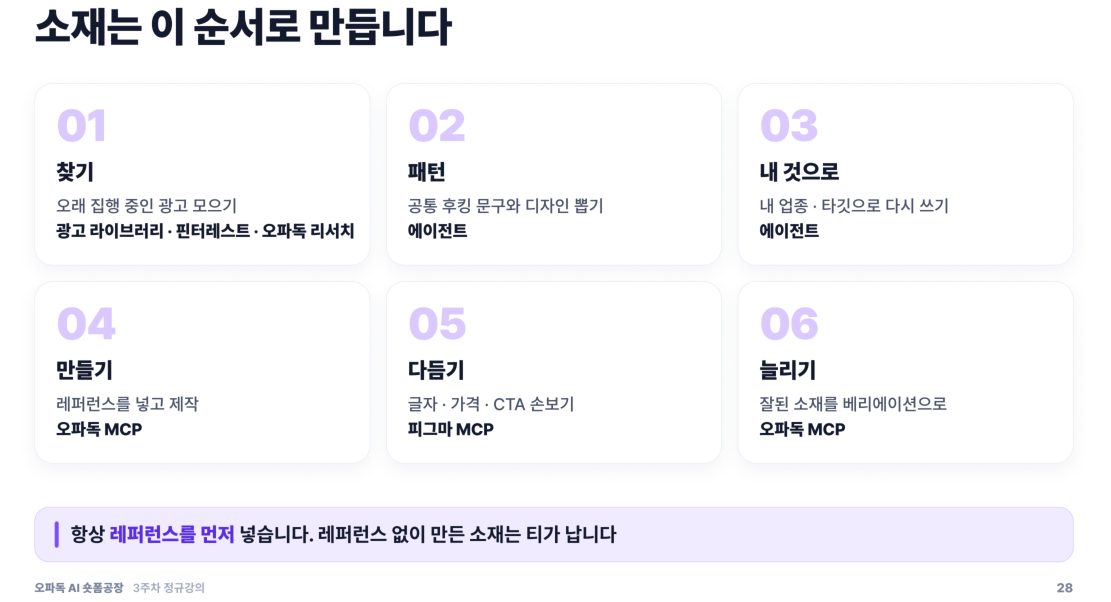 소재는 이 순서로 만듭니다
01
찾기
오래 집행 중인 광고 모으기
광고 라이브러리 · 핀터레스트 · 오파독 리서치
02
패턴
공통 후킹 문구와 디자인 뽑기
에이전트
03
내 것으로
내 업종 · 타깃으로 다시 쓰기
에이전트
04
만들기
레퍼런스를 넣고 제작
오파독 MCP
05
다듬기
글자 · 가격 · CTA 손보기
피그마 MCP
06
늘리기
잘된 소재를 베리에이션으로
오파독 MCP
항상 레퍼런스를 먼저 넣습니다. 레퍼런스 없이 만든 소재는 티가 납니다
오파독 AI 숏폼공장 3주차 정규강의
28